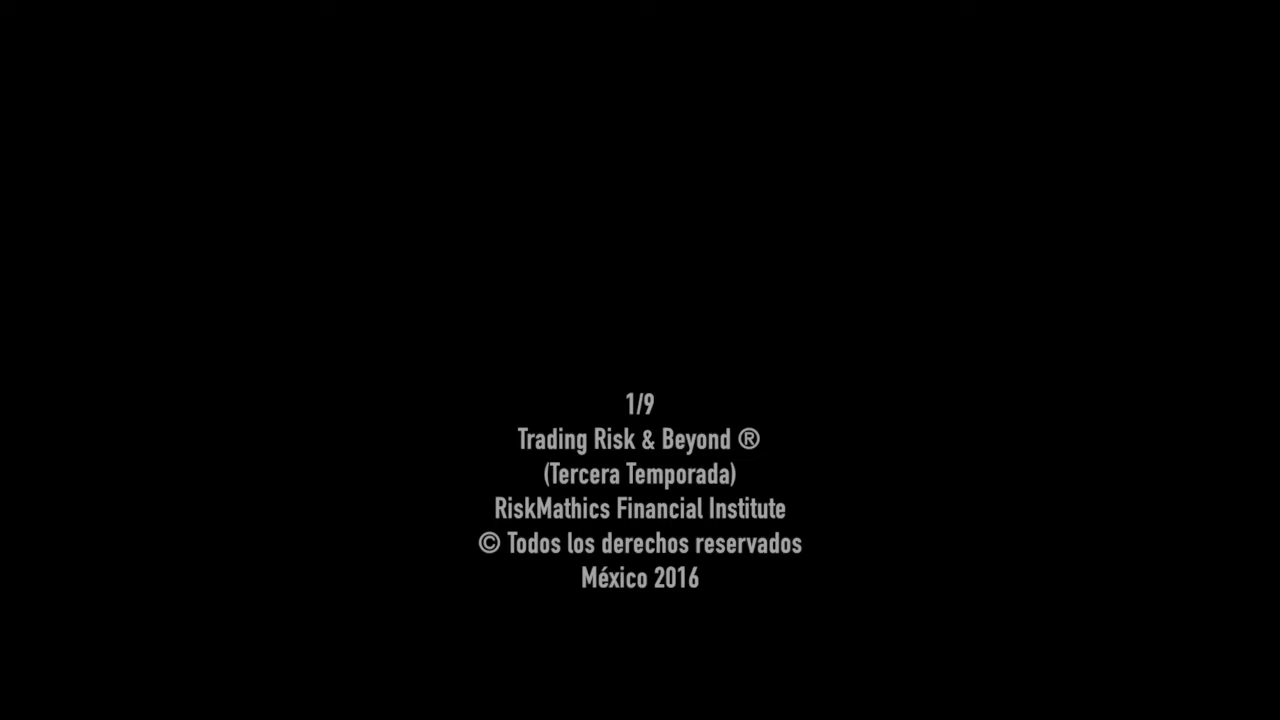 1/9
Trading Risk & Beyond ®
(Tercera Temporada)
RiskMathics Financial Institute
© Todos los derechos reservados
México 2016